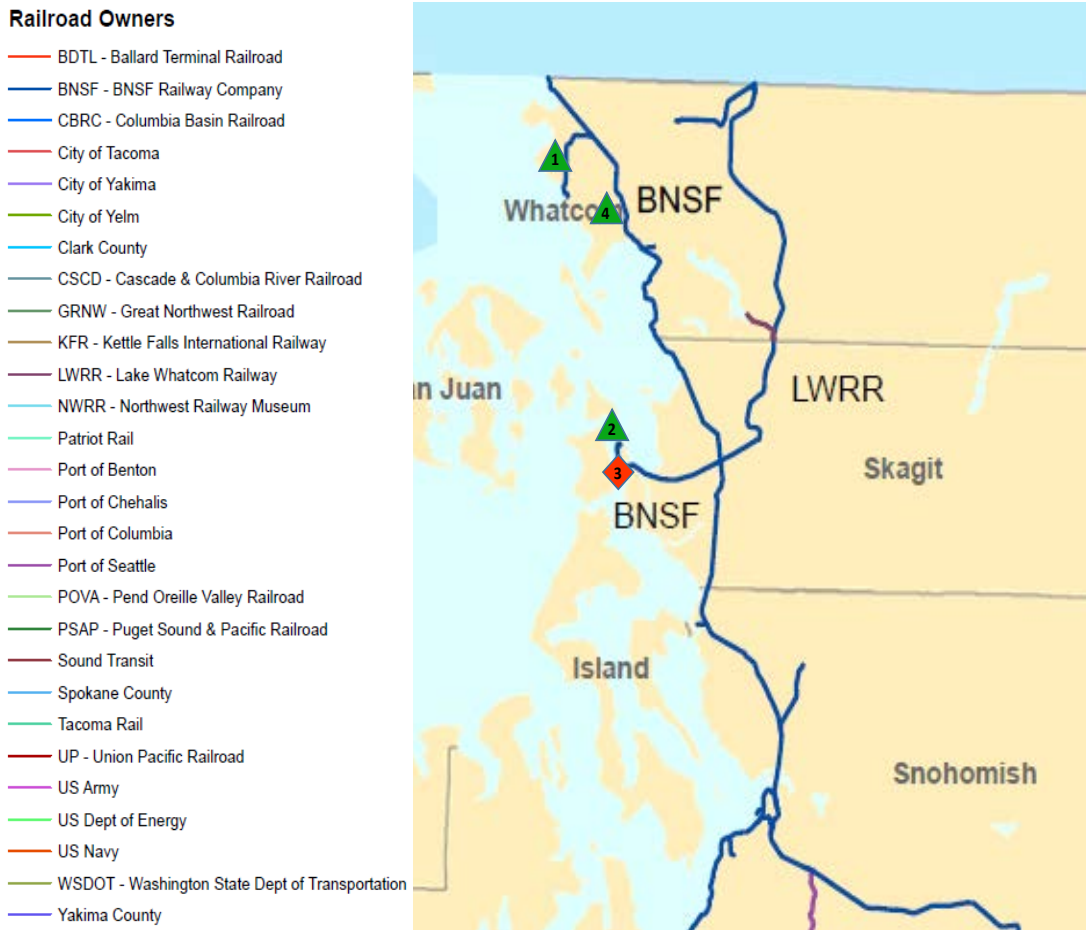 Railroad Owners
BDTL - Ballard Terminal Railroad
BNSF - BNSF Railway Company
CBRC - Columbia Basin Railroad
City of Tacoma
City of Yakima
City of Yelm
Clark County
CSCD - Cascade & Columbia River Railroad
GRNW - Great Northwest Railroad
KFR - Kettle Falls International Railway
LWRR - Lake Whatcom Railway
NWRR - Northwest Railway Museum
Patriot Rail
Port of Benton
Port of Chehalis
Port of Columbia
Port of Seattle
POVA - Pend Oreille Valley Railroad
PSAP - Puget Sound & Pacific Railroad
Sound Transit
Spokane County
Tacoma Rail
UP - Union Pacific Railroad
US Army
US Dept of Energy
US Navy
WSDOT - Washington State Dept of Transportation
Yakima County
1
BNSF
Whatco
4
an Juan
LWRR
2
Skagit
3
BNSF
Island
Snohomish